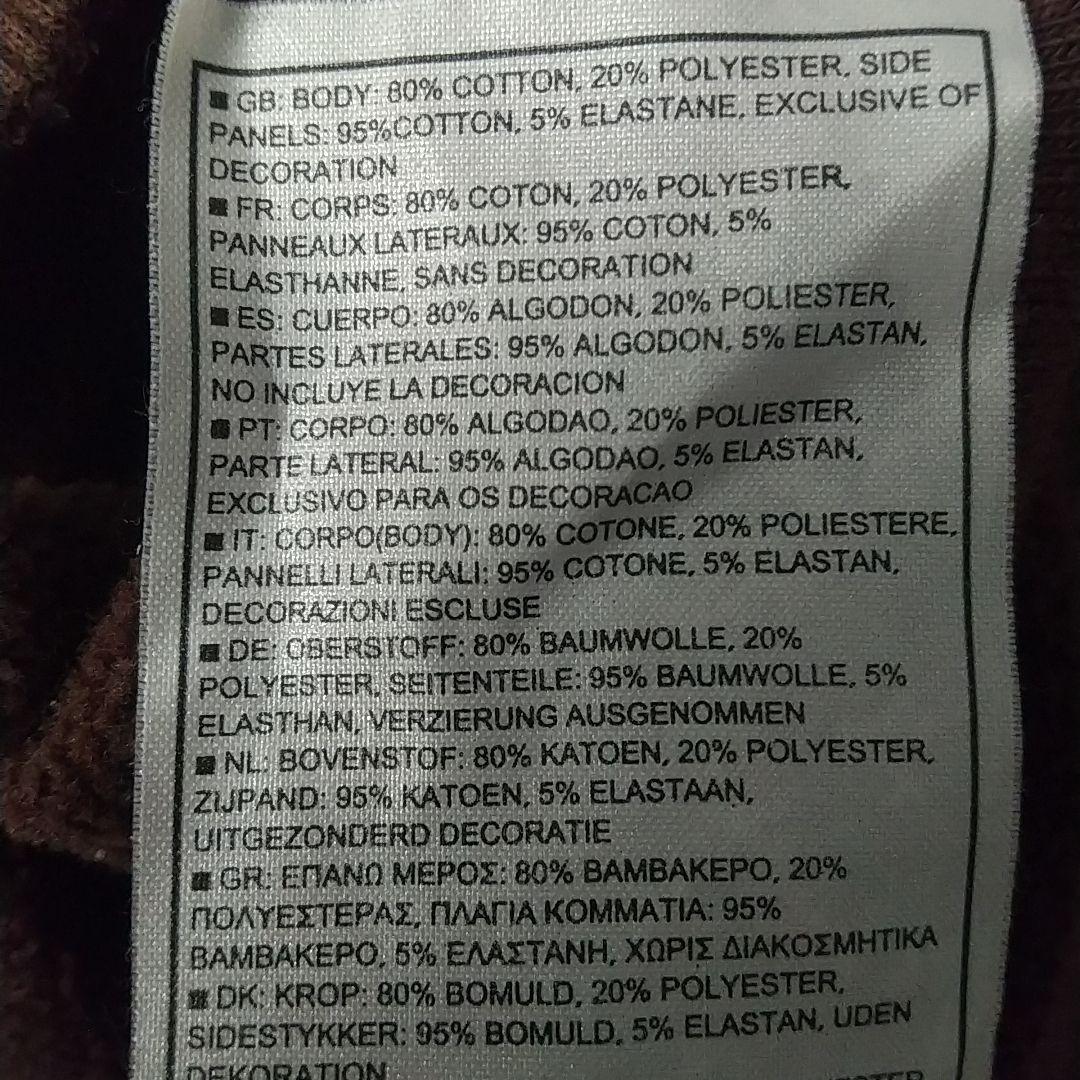 ■ GB: BODY: 80% COTTON, 20% POLYESTER, SIDE
PANELS: 95%COTTON, 5% ELASTANE, EXCLUSIVE OF
DECORATION
■ FR: CORPS: 80% COTON, 20% POLYESTER,
PANNEAUX LATERAUX: 95% COTON, 5%
ELASTHANNE, SANS DECORATION
■ ES: CUERPO: 80% ALGODON, 20% POLIESTER,
PARTES LATERALES: 95% ALGODON, 5% ELASTAN,
NO INCLUYE LA DECORACION
■ PT: CORPO: 80% ALGODAO, 20% POLIESTER,
PARTE LATERAL: 95% ALGODAO, 5% ELASTAN,
EXCLUSIVO PARA OS DECORACAO
■ IT: CORPO(BODY): 80% COTONE, 20% POLIESTERE,
PANNELLI LATERALI: 95% COTONE, 5% ELASTAN,
DECORAZIONI ESCLUSE
■ DE: OBERSTOFF: 80% BAUMWOLLE, 20%
POLYESTER, SEITENTEILE: 95% BAUMWOLLE, 5%
ELASTHAN, VERZIERUNG AUSGENOMMEN
■ NL: BOVENSTOF: 80% KATOEN, 20% POLYESTER,
ZIJPAND: 95% KATOEN, 5% ELASTAAN,
UITGEZONDERD DECORATIE
■ GR: ΕΠΑΝΩ ΜΕΡΟΣ: 80% ΒΑΜΒΑΚΕΡΟ, 20%
ΠΟΛΥΕΣΤΕΡΑΣ, ΠΛΑΓΙΑ ΚΟΜΜΑΤΙΑ: 95%
ΒΑΜΒΑΚΕΡΟ, 5% ΕΛΑΣΤΑΝΗ, ΧΩΡΙΣ ΔΙΑΚΟΣΜΗΤΙΚΑ
■ DK: KROP: 80% BOMULD, 20% POLYESTER,
SIDESTYKKER: 95% BOMULD, 5% ELASTAN, UDEN
DEKORATION